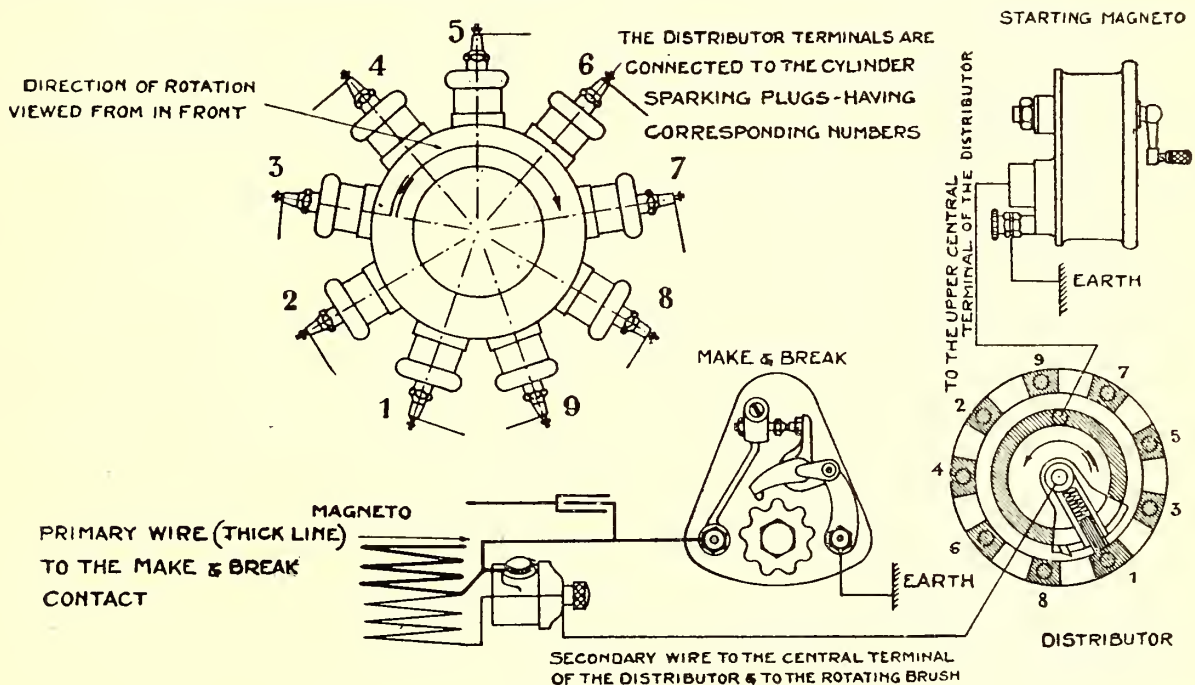 STARTING MAGNETO
5
THE DISTRIBUTOR TERMINALS ARE
CONNECTED TO THE CYLINDER
SPARKING PLUGS-HAVING
CORRESPONDING NUMBERS
4
6
DIRECTION OF ROTATION
VIEWED FROM IN FRONT
3
7
2
8
1
9
TO THE UPPER CENTRAL
TERMINAL OF THE DISTRIBUTOR
EARTH
MAKE & BREAK
9
7
2
5
4
3
6
1
8
MAGNETO
PRIMARY WIRE (THICK LINE)
TO THE MAKE & BREAK
CONTACT
EARTH
DISTRIBUTOR
SECONDARY WIRE TO THE CENTRAL TERMINAL
OF THE DISTRIBUTOR & TO THE ROTATING BRUSH